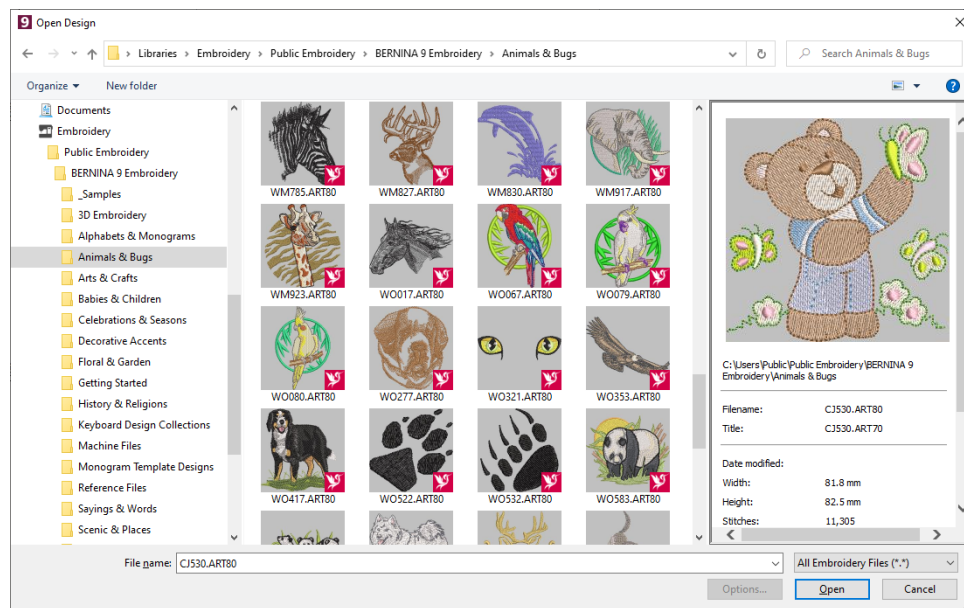 9 Open Design
Libraries > Embroidery > Public Embroidery > BERNINA 9 Embroidery > Animals & Bugs
Search Animals & Bugs
Organize New folder
Documents
Embroidery
Public Embroidery
BERNINA 9 Embroidery
_Samples
3D Embroidery
Alphabets & Monograms
Animals & Bugs
Arts & Crafts
Babies & Children
Celebrations & Seasons
Decorative Accents
Floral & Garden
Getting Started
History & Religions
Keyboard Design Collections
Machine Files
Monogram Template Designs
Reference Files
Sayings & Words
Scenic & Places
WM785.ART80 WM827.ART80 WM830.ART80 WM917.ART80
WM923.ART80 WO017.ART80 WO067.ART80 WO079.ART80
WO080.ART80 WO277.ART80 WO321.ART80 WO353.ART80
WO417.ART80 WO522.ART80 WO532.ART80 WO583.ART80
C:\Users\Public\Public Embroidery\BERNINA 9
Embroidery\Animals & Bugs
Filename: CJ530.ART80
Title: CJ530.ART70
Date modified:
Width: 81.8 mm
Height: 82.5 mm
Stitches: 11,305
File name: CJ530.ART80 All Embroidery Files (*.*)
Options... Open Cancel